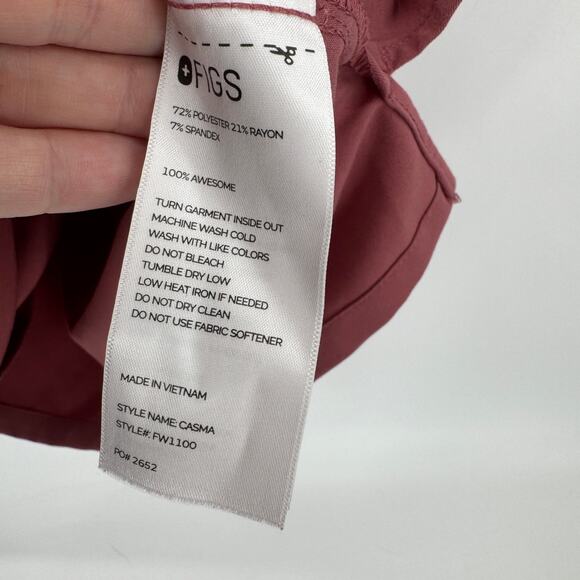 FIGS
72% POLYESTER 21% RAYON
7% SPANDEX
100% AWESOME
TURN GARMENT INSIDE OUT
MACHINE WASH COLD
WASH WITH LIKE COLORS
DO NOT BLEACH
TUMBLE DRY LOW
LOW HEAT IRON IF NEEDED
DO NOT DRY CLEAN
DO NOT USE FABRIC SOFTENER
MADE IN VIETNAM
STYLE NAME: CASMA
STYLE#: FW1100
PO# 2652